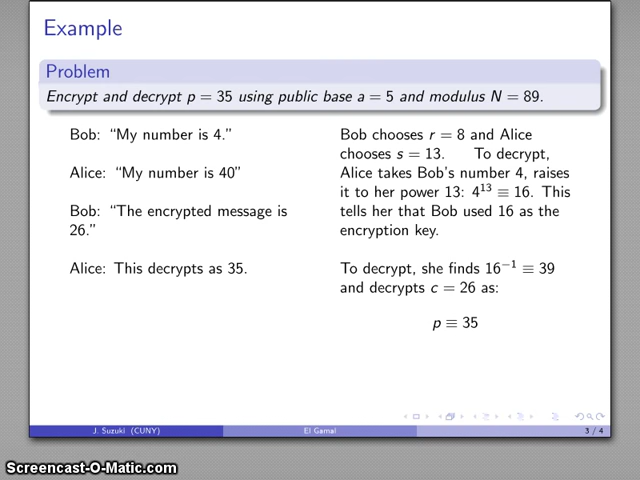 Example
Problem
Encrypt and decrypt p = 35 using public base a = 5 and modulus N = 89.
Bob: “My number is 4.”
Alice: “My number is 40”
Bob: “The encrypted message is
26.”
Alice: This decrypts as 35.
Bob chooses r = 8 and Alice
chooses s = 13. To decrypt,
Alice takes Bob’s number 4, raises
it to her power 13: 4¹³ ≡ 16. This
tells her that Bob used 16 as the
encryption key.
To decrypt, she finds 16⁻¹ ≡ 39
and decrypts c = 26 as:
p ≡ 35
J. Suzuki (CUNY) El Gamal 3 / 4
Screencast-O-Matic.com